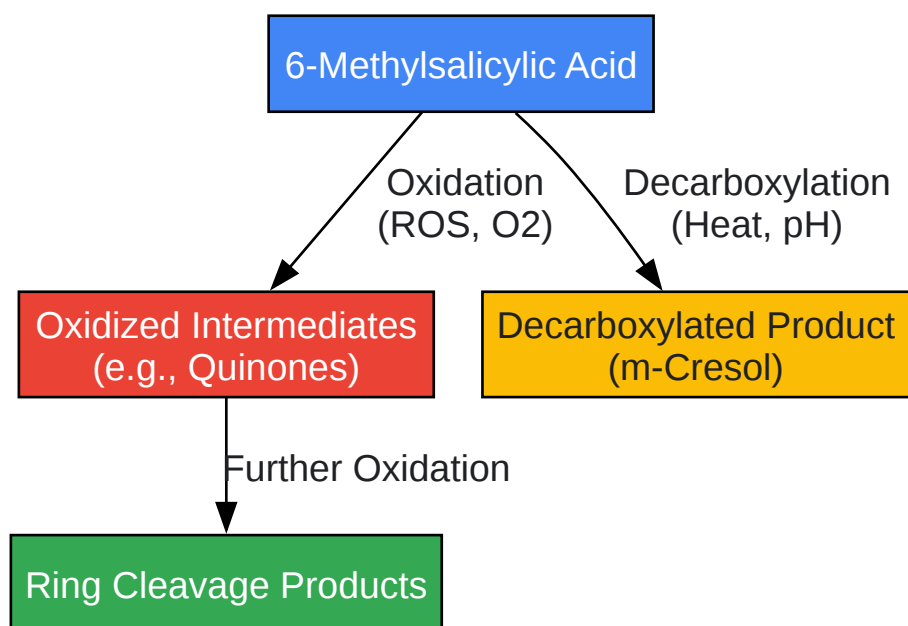 6-Methylsalicylic Acid
Oxidation
(ROS, O2)
Decarboxylation
(Heat, pH)
Oxidized Intermediates
(e.g., Quinones)
Decarboxylated Product
(m-Cresol)
Further Oxidation
Ring Cleavage Products